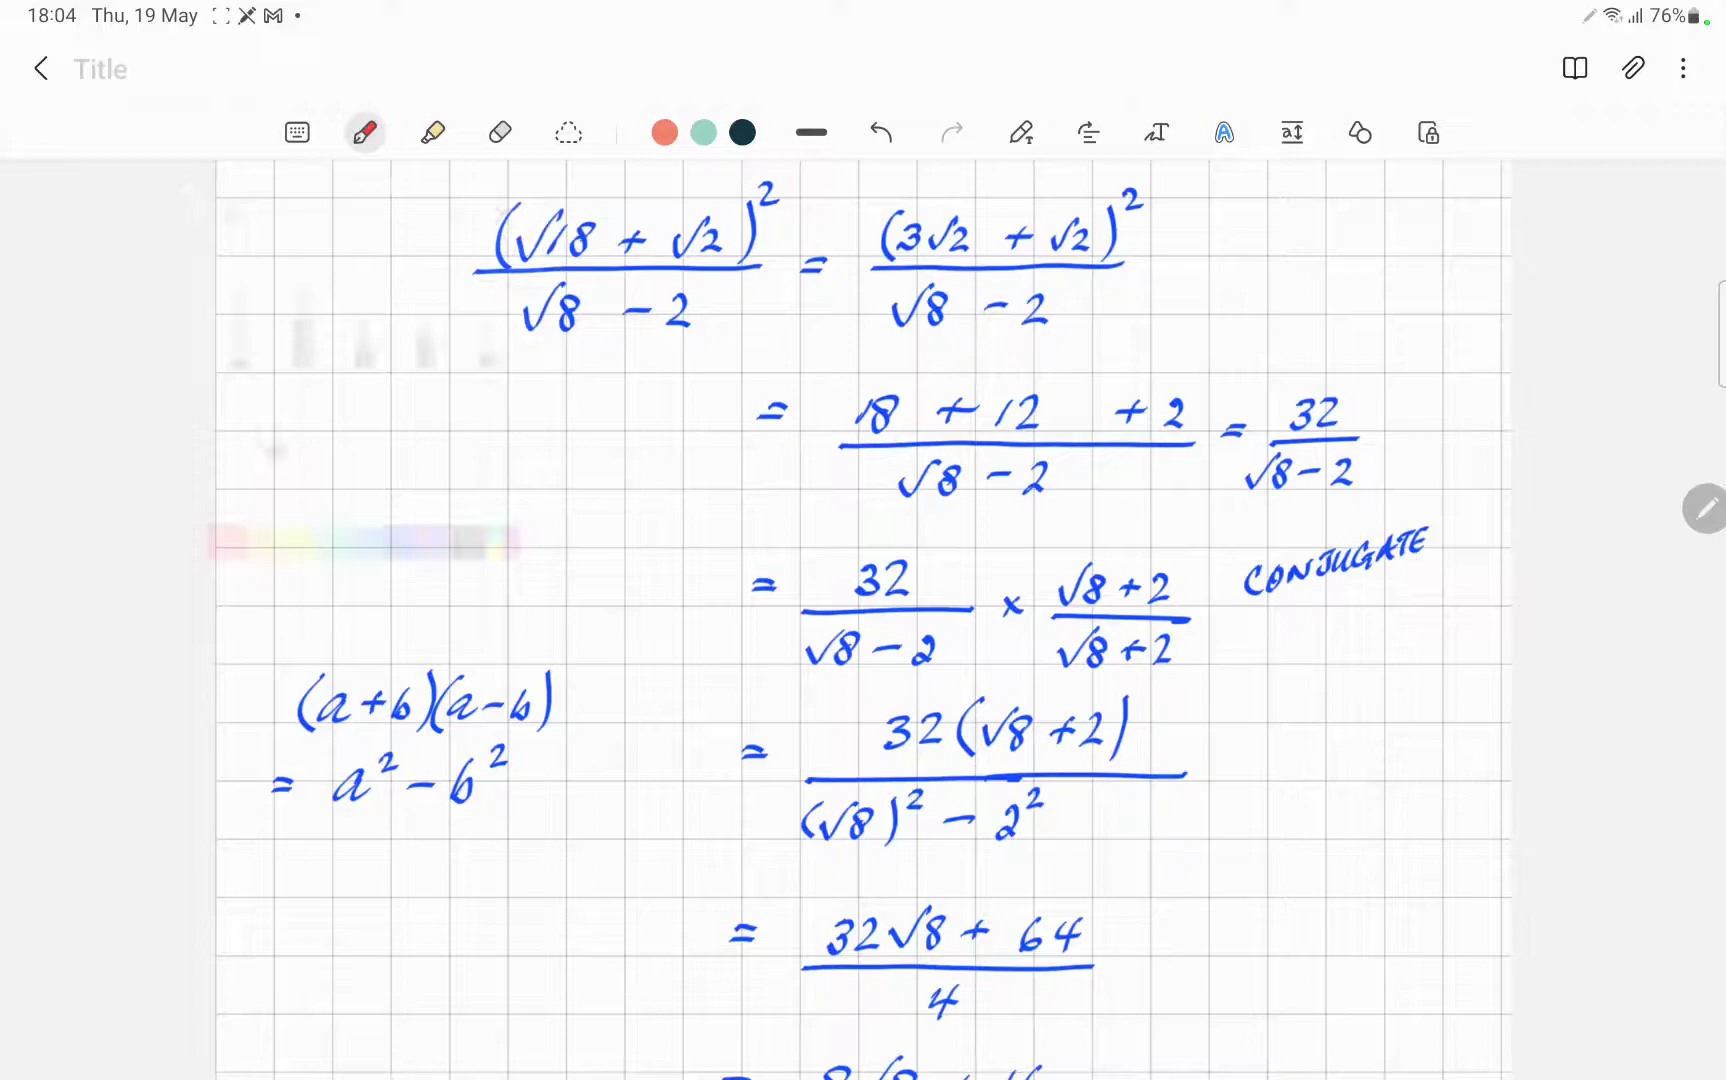 18:04 Thu, 19 May 76%
Title
(√18 + √2)² / (√8 - 2) = (3√2 + √2)² / (√8 - 2)
= (18 + 12 + 2) / (√8 - 2) = 32 / (√8 - 2)
= 32 / (√8 - 2) × (√8 + 2) / (√8 + 2) CONJUGATE
(a+b)(a-b)
= a² - b²
= 32(√8 + 2) / ((√8)² - 2²)
= (32√8 + 64) / 4